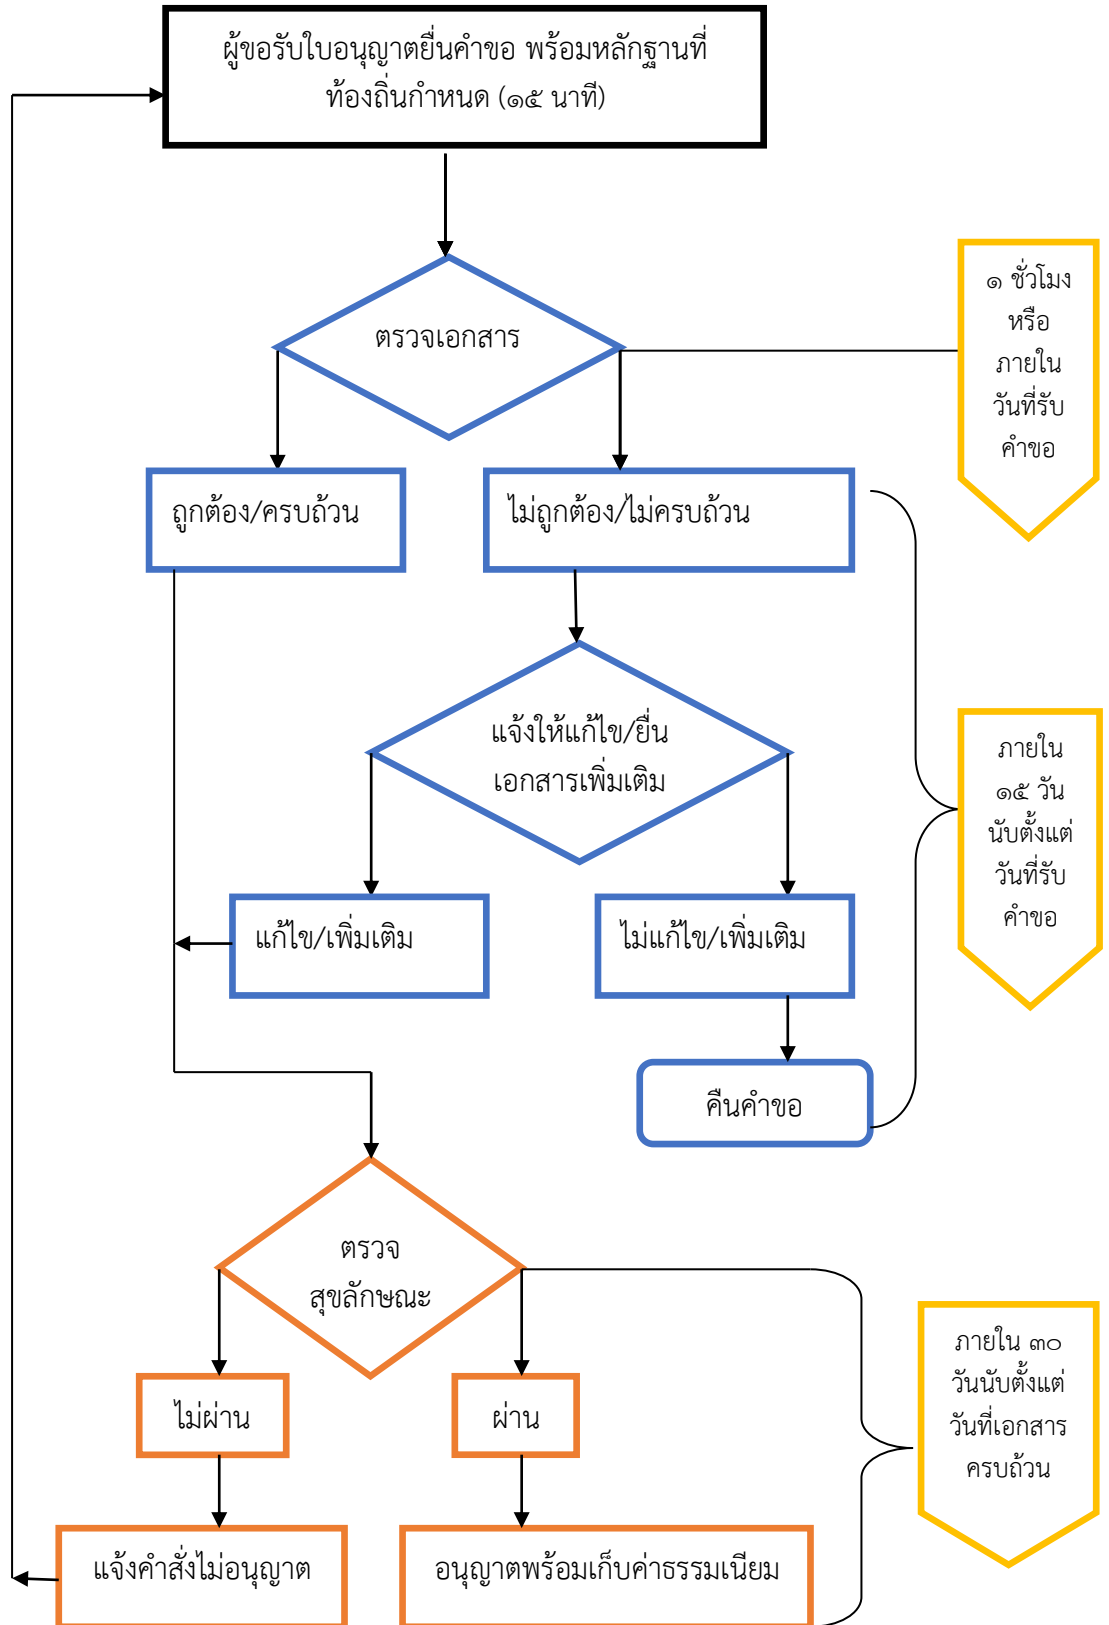 ผู้ขอรับใบอนุญาตยื่นคำขอ พร้อมหลักฐานที่
ท้องถิ่นกำหนด (๑๕ นาที)
ตรวจเอกสาร
๑ ชั่วโมง
หรือ
ภายใน
วันที่รับ
คำขอ
ถูกต้อง/ครบถ้วน
ไม่ถูกต้อง/ไม่ครบถ้วน
แจ้งให้แก้ไข/ยื่น
เอกสารเพิ่มเติม
ภายใน
๑๕ วัน
นับตั้งแต่
วันที่รับ
คำขอ
แก้ไข/เพิ่มเติม
ไม่แก้ไข/เพิ่มเติม
คืนคำขอ
ตรวจ
สุขลักษณะ
ภายใน ๓๐
วันนับตั้งแต่
วันที่เอกสาร
ครบถ้วน
ไม่ผ่าน
ผ่าน
แจ้งคำสั่งไม่อนุญาต
อนุญาตพร้อมเก็บค่าธรรมเนียม